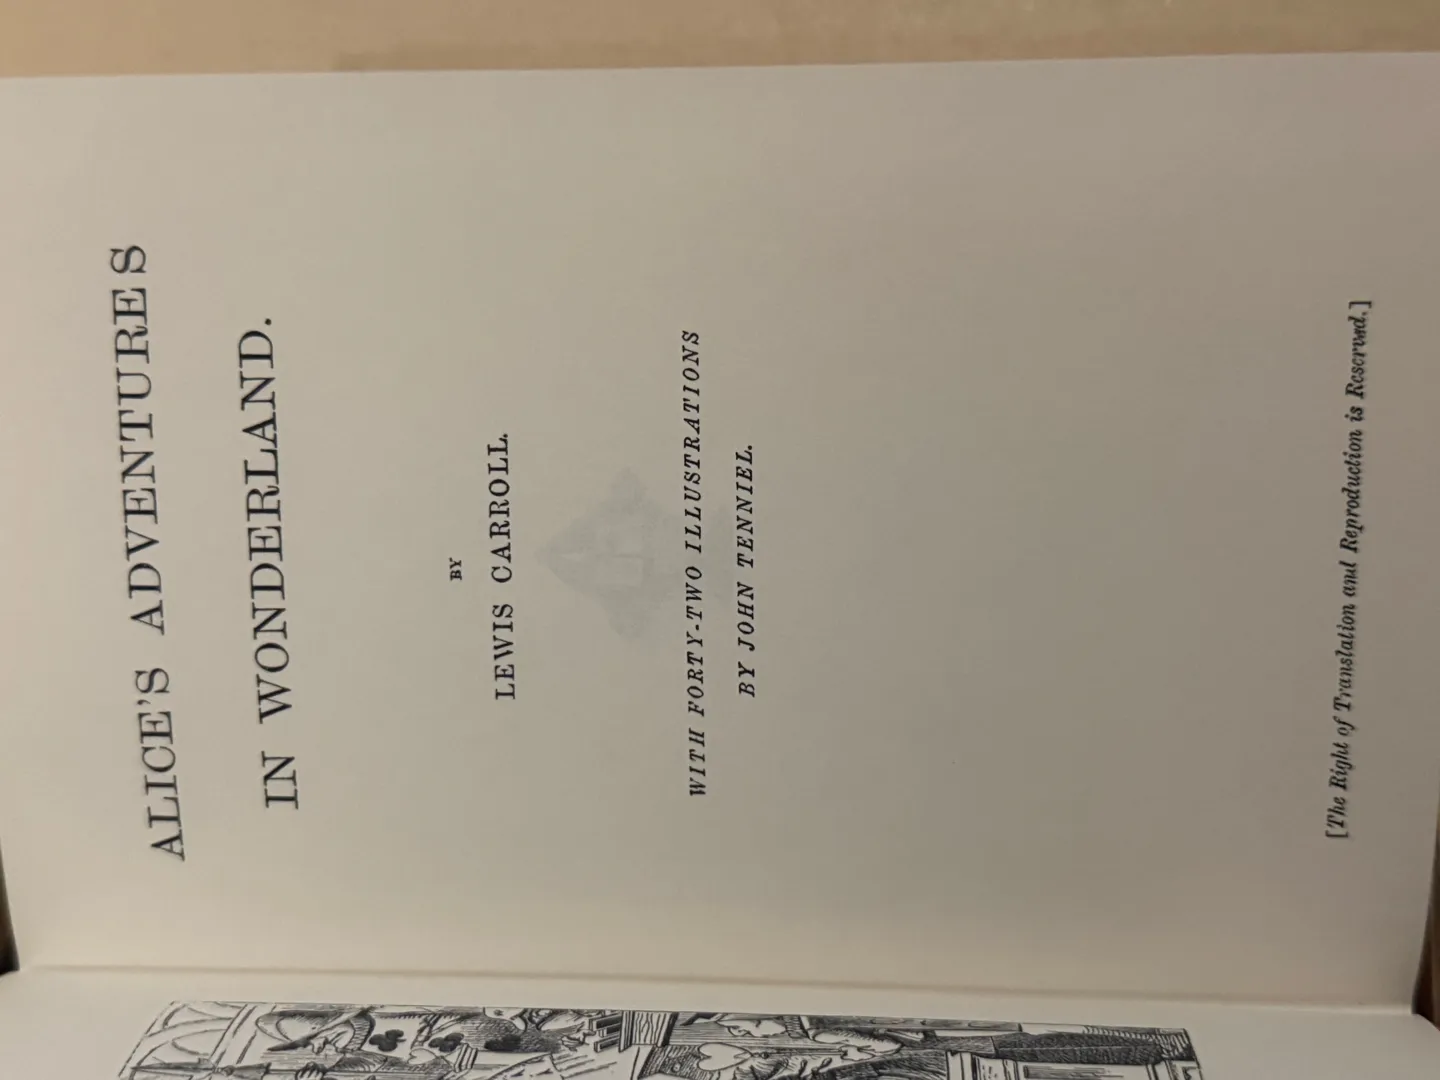 ALICE'S ADVENTURES
IN WONDERLAND.
BY
LEWIS CARROLL.
WITH FORTY-TWO ILLUSTRATIONS
BY JOHN TENNIEL.
[The Right of Translation and Reproduction is Reserved.]